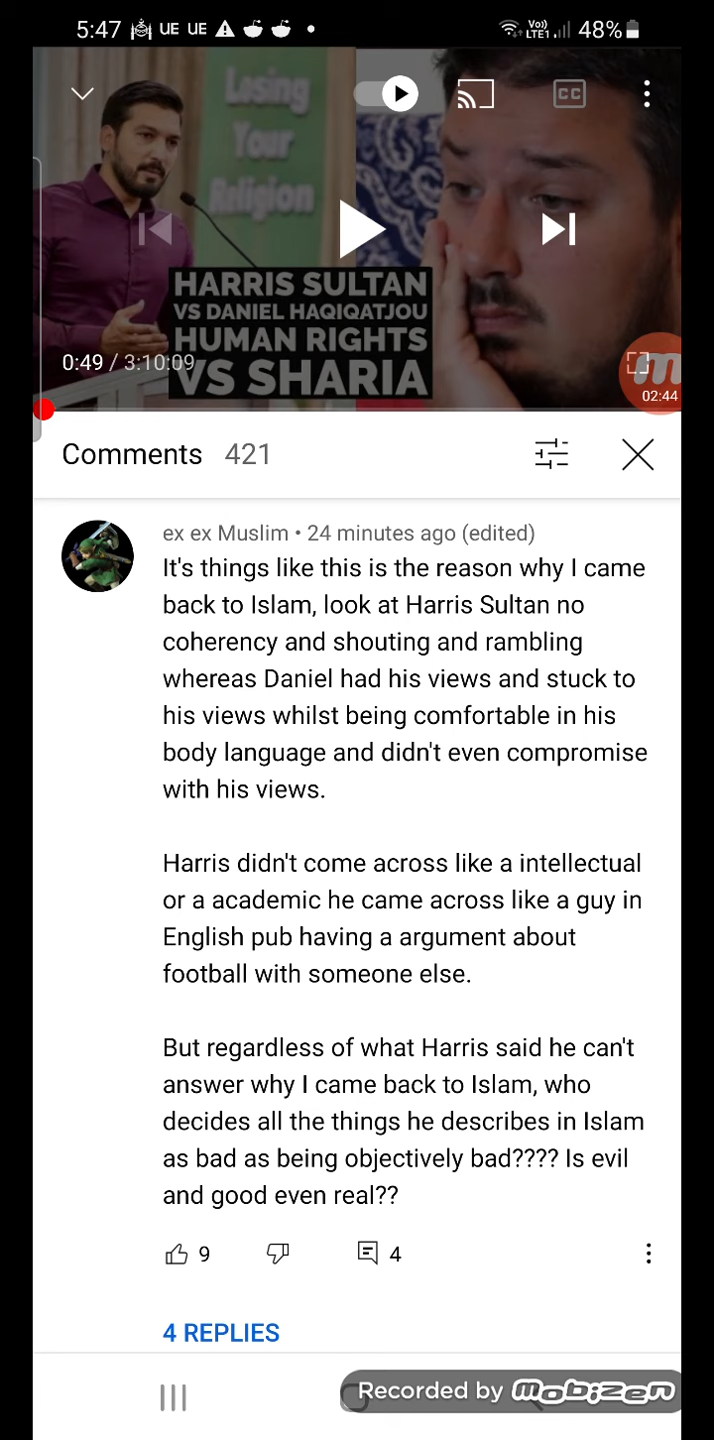 5:47 UE UE Vo)) LTE1 48%
Losing
Your
Religion
CC
HARRIS SULTAN
VS DANIEL HAQIQATJOU
HUMAN RIGHTS
VS SHARIA
0:49 / 3:10:09
m
02:44
Comments 421
ex ex Muslim • 24 minutes ago (edited)
It's things like this is the reason why I came
back to Islam, look at Harris Sultan no
coherency and shouting and rambling
whereas Daniel had his views and stuck to
his views whilst being comfortable in his
body language and didn't even compromise
with his views.
Harris didn't come across like a intellectual
or a academic he came across like a guy in
English pub having a argument about
football with someone else.
But regardless of what Harris said he can't
answer why I came back to Islam, who
decides all the things he describes in Islam
as bad as being objectively bad???? Is evil
and good even real??
9 4
4 REPLIES
Recorded by mobizen